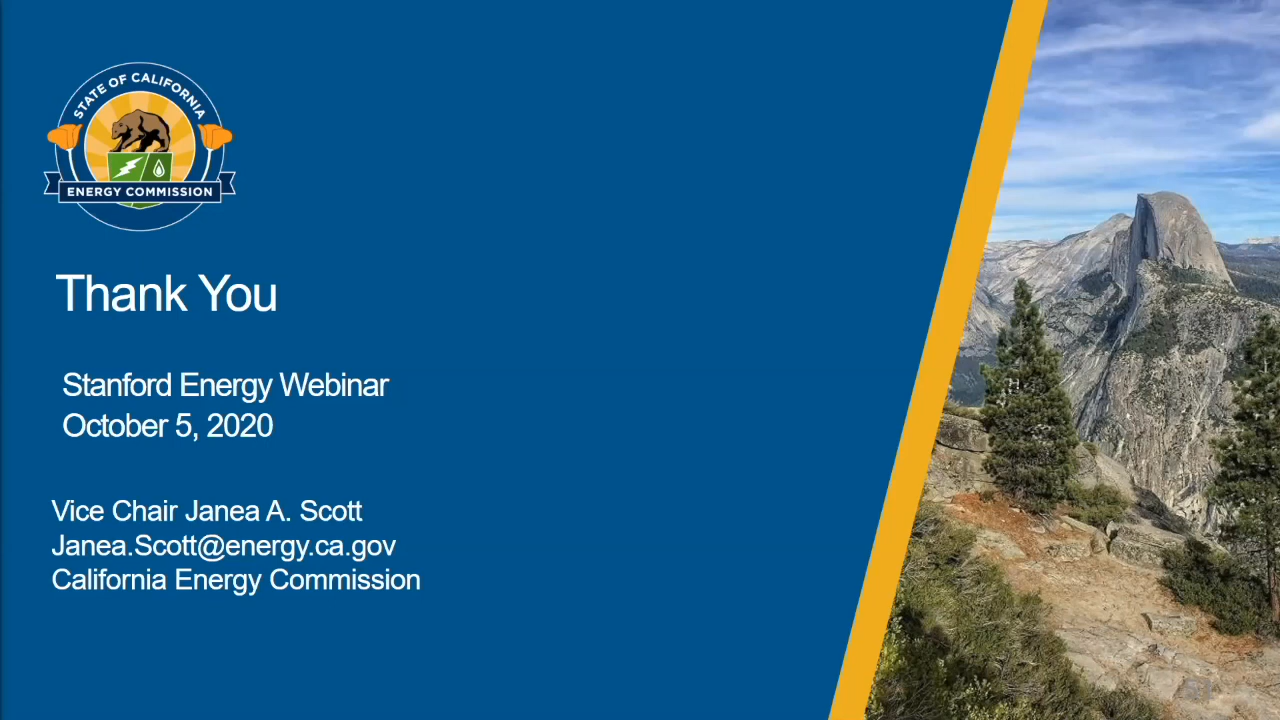 STATE OF CALIFORNIA
ENERGY COMMISSION
Thank You
Stanford Energy Webinar
October 5, 2020
Vice Chair Janea A. Scott
Janea.Scott@energy.ca.gov
California Energy Commission